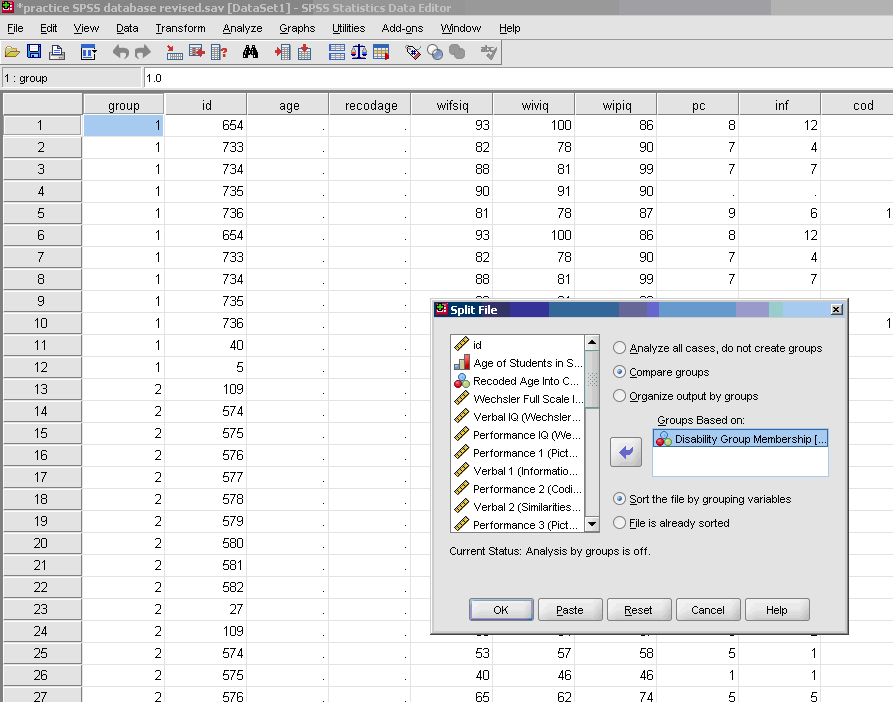 *practice SPSS database revised.sav [DataSet1] - SPSS Statistics Data Editor
File Edit View Data Transform Analyze Graphs Utilities Add-ons Window Help
1 : group 1.0
group id age recodage wifsiq wiviq wipiq pc inf cod
1 1 654 . . 93 100 86 8 12
2 1 733 . . 82 78 90 7 4
3 1 734 . . 88 81 99 7 7
4 1 735 . . 90 91 90 . .
5 1 736 . . 81 78 87 9 6 1
6 1 654 . . 93 100 86 8 12
7 1 733 . . 82 78 90 7 4
8 1 734 . . 88 81 99 7 7
9 1 735 . .
10 1 736 . . 1
11 1 40 . .
12 1 5 . .
13 2 109 . .
14 2 574 . .
15 2 575 . .
16 2 576 . .
17 2 577 . .
18 2 578 . .
19 2 579 . .
20 2 580 . .
21 2 581 . .
22 2 582 . .
23 2 27 . .
24 2 109 . .
25 2 574 . . 53 57 58 5 1
26 2 575 . . 40 46 46 1 1
27 2 576 . . 65 62 74 5 5
Split File
id
Age of Students in S...
Recoded Age Into C...
Wechsler Full Scale I...
Verbal IQ (Wechsler...
Performance IQ (We...
Performance 1 (Pict...
Verbal 1 (Informatio...
Performance 2 (Codi...
Verbal 2 (Similarities...
Performance 3 (Pict...
Analyze all cases, do not create groups
Compare groups
Organize output by groups
Groups Based on:
Disability Group Membership [...
Sort the file by grouping variables
File is already sorted
Current Status: Analysis by groups is off.
OK Paste Reset Cancel Help